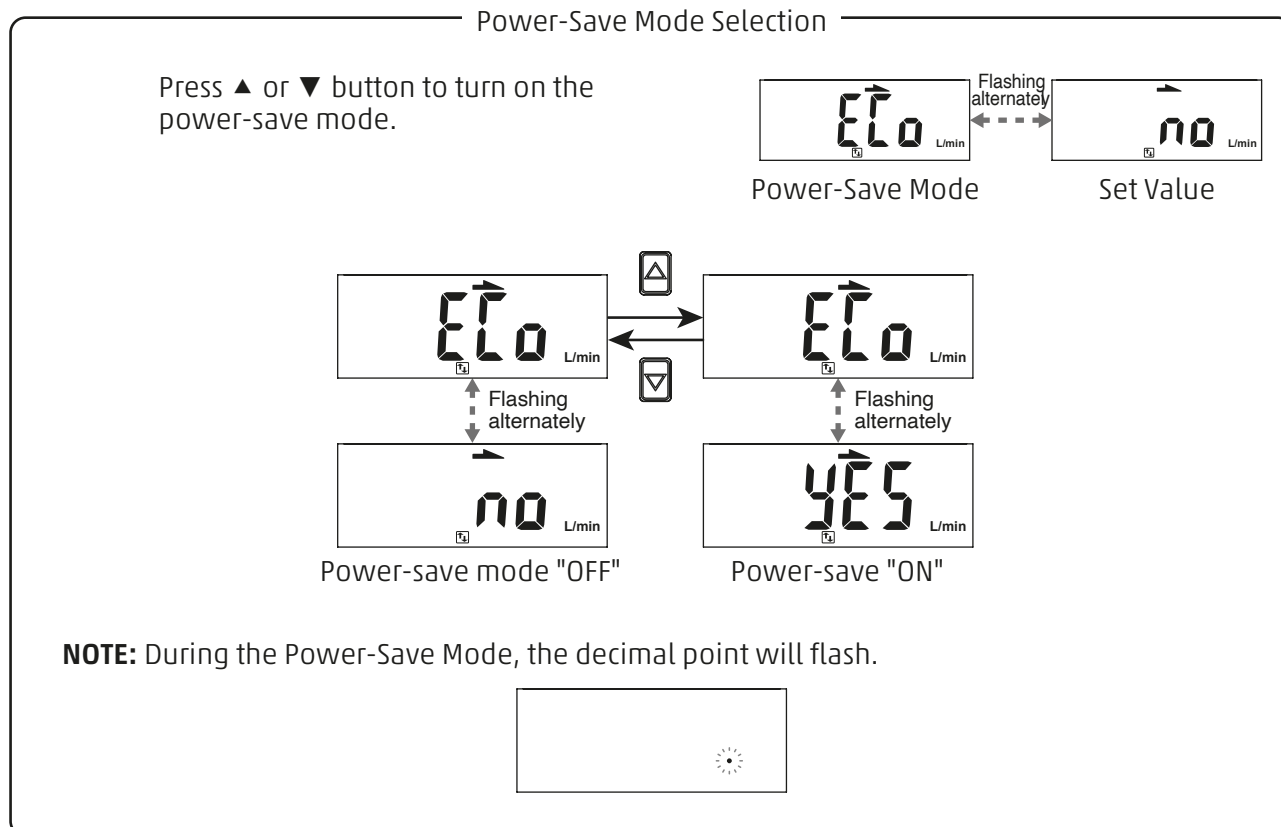 Power-Save Mode Selection
Press ▲ or ▼ button to turn on the
power-save mode.
Flashing
alternately
ECo L/min
no L/min
Power-Save Mode
Set Value
ECo L/min
ECo L/min
Flashing
alternately
Flashing
alternately
no L/min
YES L/min
Power-save mode "OFF"
Power-save "ON"
NOTE: During the Power-Save Mode, the decimal point will flash.